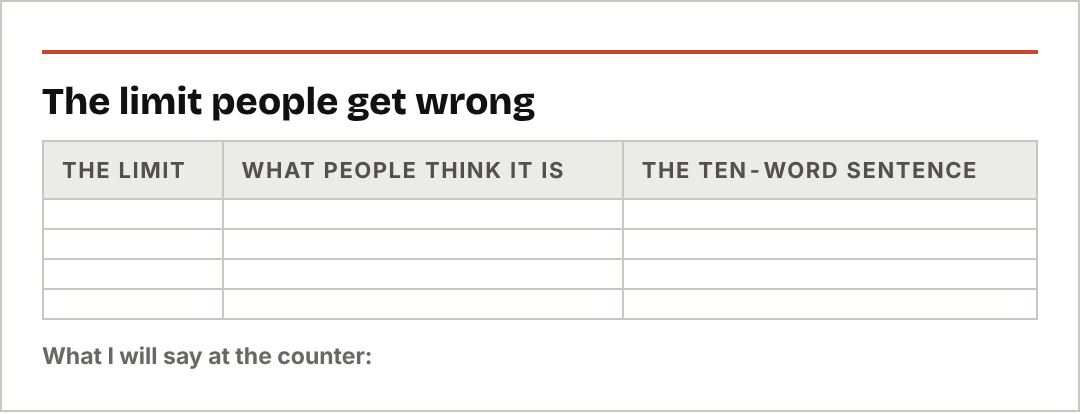 The limit people get wrong
THE LIMIT WHAT PEOPLE THINK IT IS THE TEN-WORD SENTENCE
What I will say at the counter: